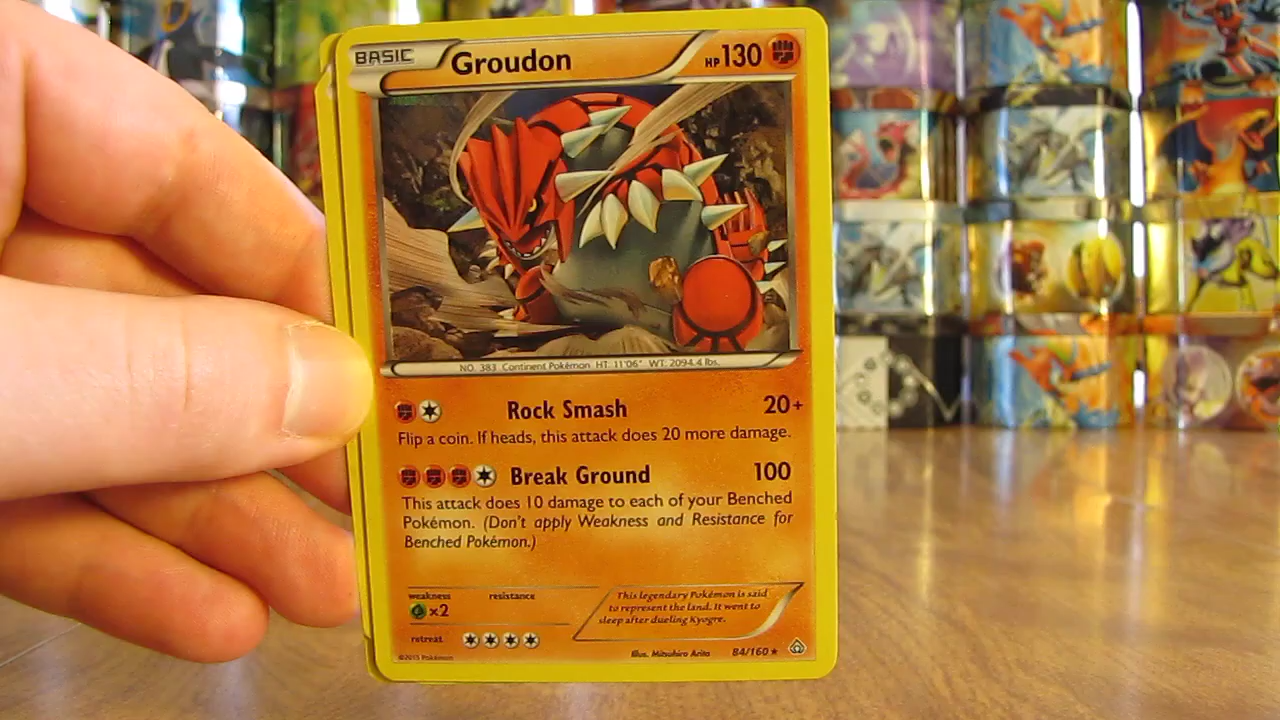 BASIC Groudon HP 130
NO. 383 Continent Pokémon HT: 11'06" WT: 2094.4 lbs.
Rock Smash 20+
Flip a coin. If heads, this attack does 20 more damage.
Break Ground 100
This attack does 10 damage to each of your Benched
Pokémon. (Don't apply Weakness and Resistance for
Benched Pokémon.)
weakness resistance
×2
This legendary Pokémon is said
to represent the land. It went to
sleep after dueling Kyogre.
retreat
©2015 Pokémon Illus. Mitsuhiro Arita 84/160 ★